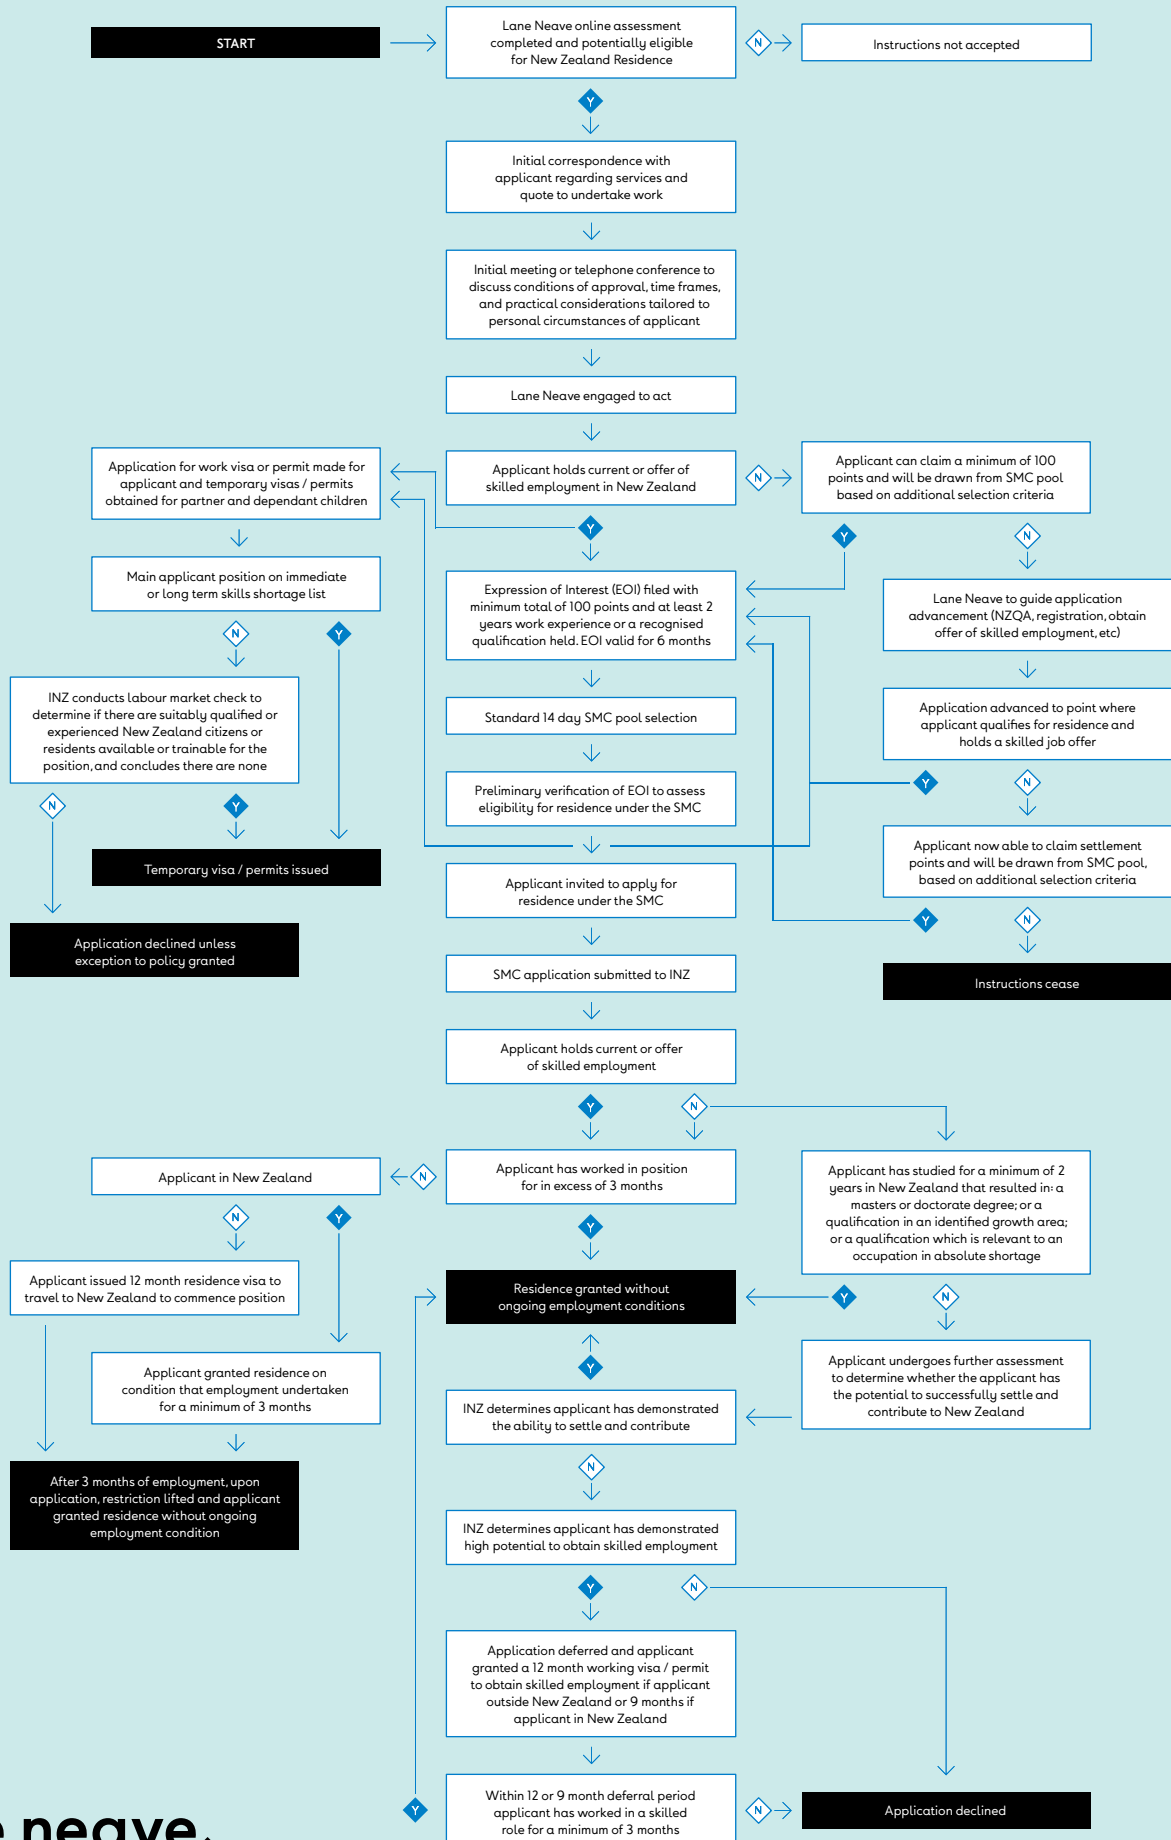 START
Lane Neave online assessment
completed and potentially eligible
for New Zealand Residence
N
Instructions not accepted
Y
Initial correspondence with
applicant regarding services and
quote to undertake work
Initial meeting or telephone conference to
discuss conditions of approval, time frames,
and practical considerations tailored to
personal circumstances of applicant
Lane Neave engaged to act
Application for work visa or permit made for
applicant and temporary visas / permits
obtained for partner and dependant children
Applicant holds current or offer of
skilled employment in New Zealand
N
Applicant can claim a minimum of 100
points and will be drawn from SMC pool
based on additional selection criteria
Y
Y
N
Main applicant position on immediate
or long term skills shortage list
Expression of Interest (EOI) filed with
minimum total of 100 points and at least 2
years work experience or a recognised
qualification held. EOI valid for 6 months
Lane Neave to guide application
advancement (NZQA, registration, obtain
offer of skilled employment, etc)
N
Y
INZ conducts labour market check to
determine if there are suitably qualified or
experienced New Zealand citizens or
residents available or trainable for the
position, and concludes there are none
Standard 14 day SMC pool selection
Application advanced to point where
applicant qualifies for residence and
holds a skilled job offer
N
Y
Preliminary verification of EOI to assess
eligibility for residence under the SMC
Y
N
Temporary visa / permits issued
Applicant now able to claim settlement
points and will be drawn from SMC pool,
based on additional selection criteria
Applicant invited to apply for
residence under the SMC
Y
N
Application declined unless
exception to policy granted
SMC application submitted to INZ
Instructions cease
Applicant holds current or offer
of skilled employment
Y
N
Applicant in New Zealand
N
Applicant has worked in position
for in excess of 3 months
Applicant has studied for a minimum of 2
years in New Zealand that resulted in: a
masters or doctorate degree; or a
qualification in an identified growth area;
or a qualification which is relevant to an
occupation in absolute shortage
N
Y
Y
Applicant issued 12 month residence visa to
travel to New Zealand to commence position
Residence granted without
ongoing employment conditions
Y
N
Applicant granted residence on
condition that employment undertaken
for a minimum of 3 months
Y
Applicant undergoes further assessment
to determine whether the applicant has
the potential to successfully settle and
contribute to New Zealand
INZ determines applicant has demonstrated
the ability to settle and contribute
After 3 months of employment, upon
application, restriction lifted and applicant
granted residence without ongoing
employment condition
N
INZ determines applicant has demonstrated
high potential to obtain skilled employment
Y
N
Application deferred and applicant
granted a 12 month working visa / permit
to obtain skilled employment if applicant
outside New Zealand or 9 months if
applicant in New Zealand
Y
Within 12 or 9 month deferral period
applicant has worked in a skilled
role for a minimum of 3 months
N
Application declined
neave.